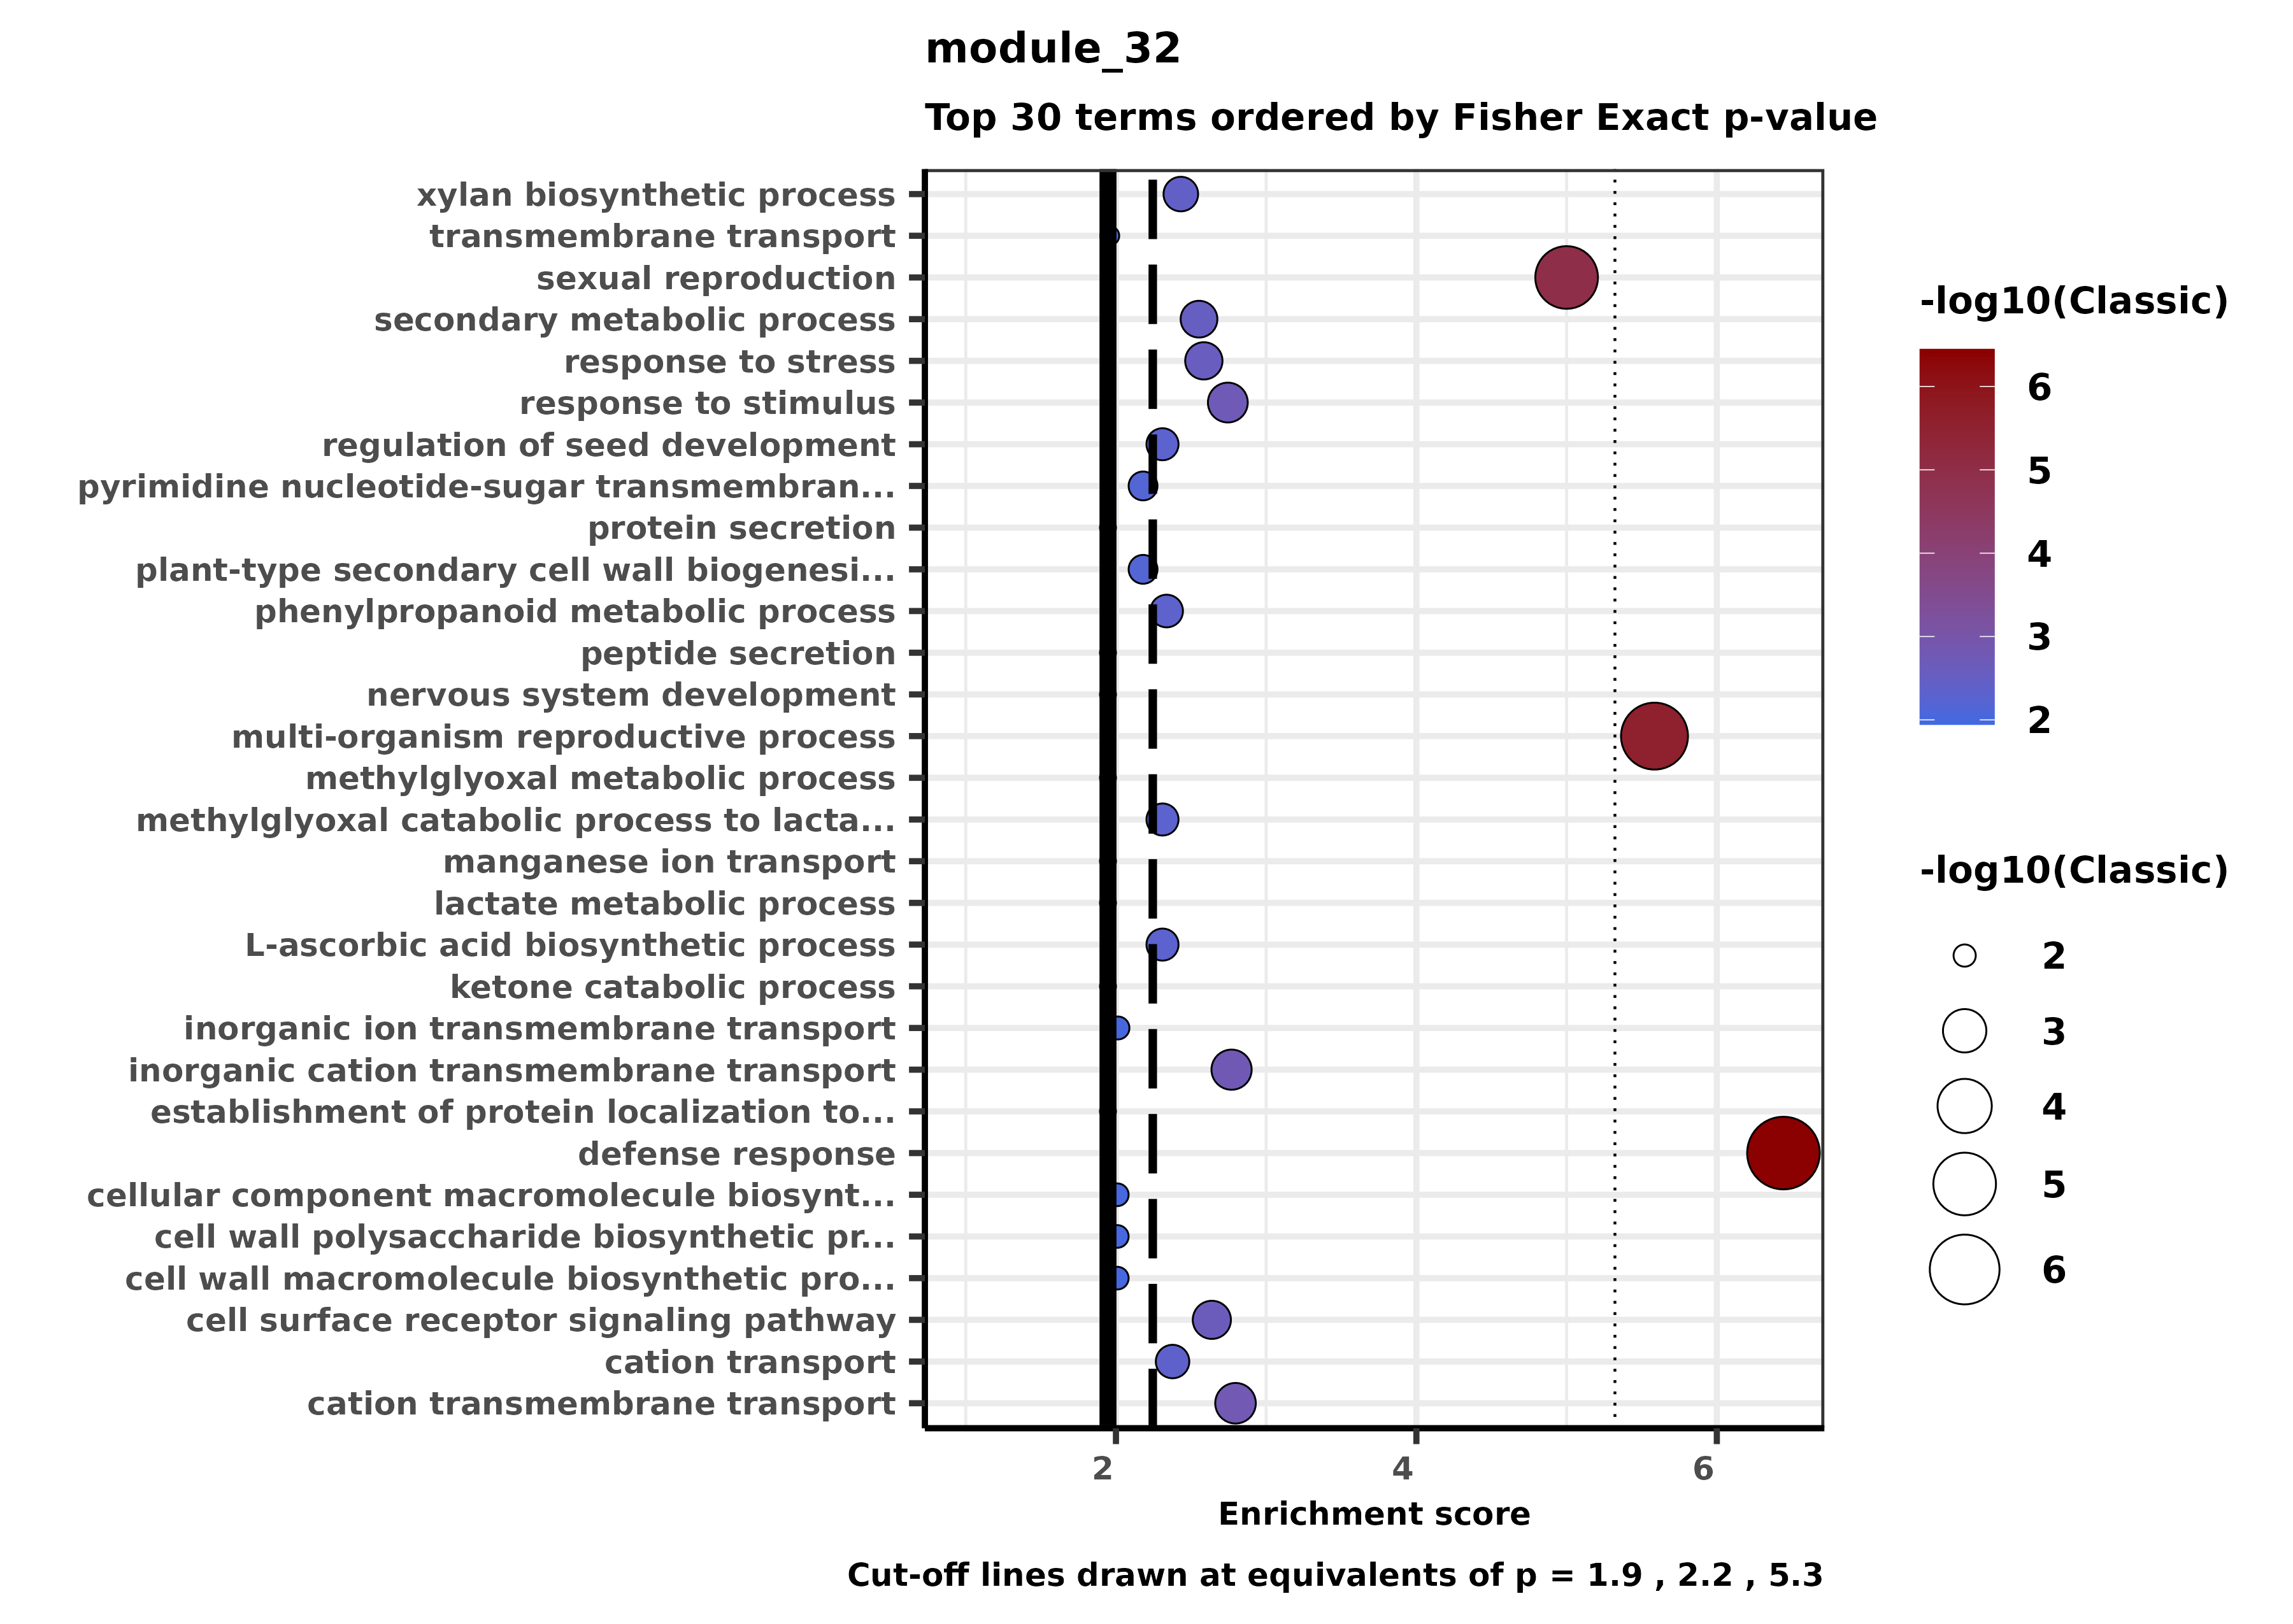 module_32
Top 30 terms ordered by Fisher Exact p-value
xylan biosynthetic process
transmembrane transport
sexual reproduction
secondary metabolic process
response to stress
response to stimulus
regulation of seed development
pyrimidine nucleotide-sugar transmembran...
protein secretion
plant-type secondary cell wall biogenesi...
phenylpropanoid metabolic process
peptide secretion
nervous system development
multi-organism reproductive process
methylglyoxal metabolic process
methylglyoxal catabolic process to lacta...
manganese ion transport
lactate metabolic process
L-ascorbic acid biosynthetic process
ketone catabolic process
inorganic ion transmembrane transport
inorganic cation transmembrane transport
establishment of protein localization to...
defense response
cellular component macromolecule biosynt...
cell wall polysaccharide biosynthetic pr...
cell wall macromolecule biosynthetic pro...
cell surface receptor signaling pathway
cation transport
cation transmembrane transport
2 4 6
Enrichment score
Cut-off lines drawn at equivalents of p = 1.9 , 2.2 , 5.3
-log10(Classic)
6
5
4
3
2
-log10(Classic)
2
3
4
5
6